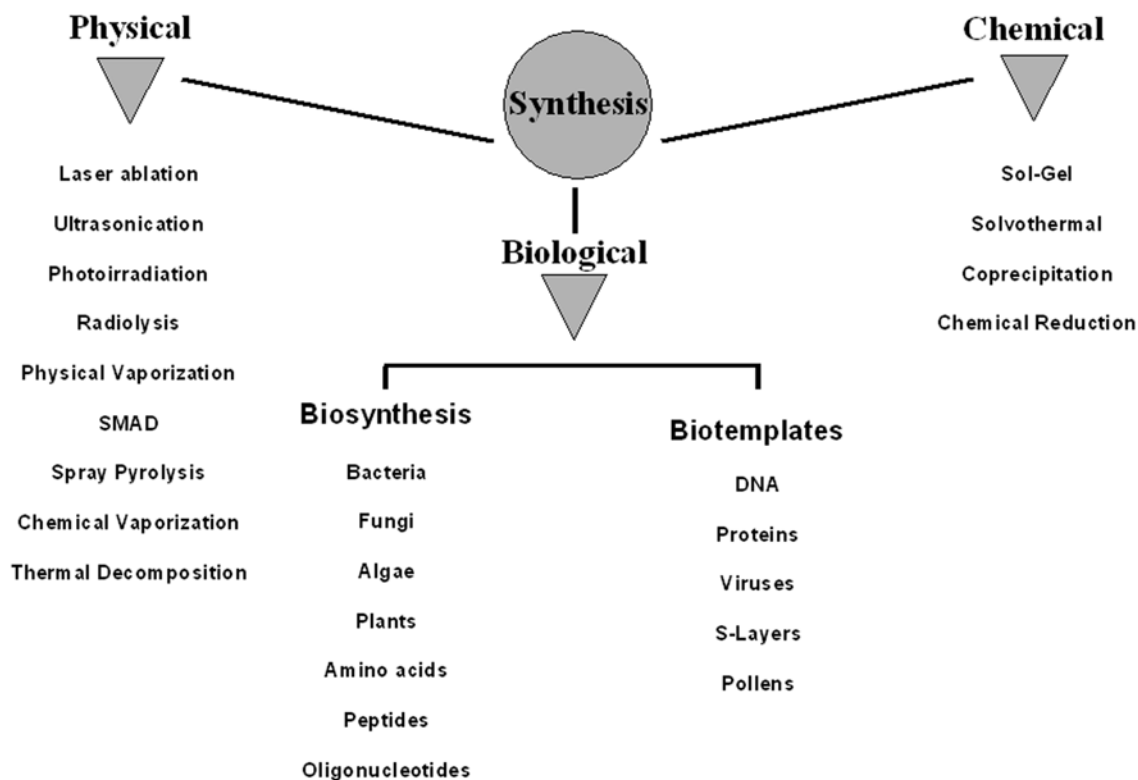 Physical
Chemical
Synthesis
Laser ablation
Ultrasonication
Photoirradiation
Radiolysis
Physical Vaporization
SMAD
Spray Pyrolysis
Chemical Vaporization
Thermal Decomposition
Sol-Gel
Solvothermal
Coprecipitation
Chemical Reduction
Biological
Biosynthesis
Bacteria
Fungi
Algae
Plants
Amino acids
Peptides
Oligonucleotides
Biotemplates
DNA
Proteins
Viruses
S-Layers
Pollens